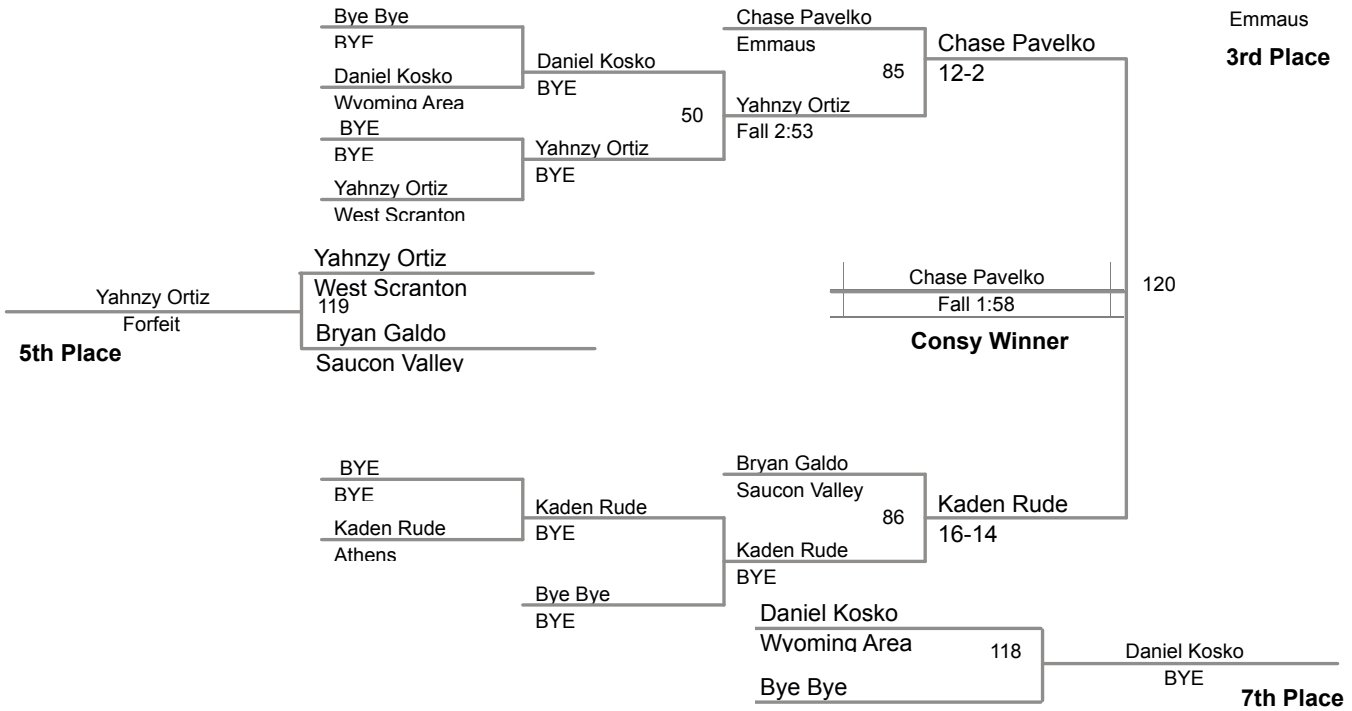 Bye Bye
BYE
Daniel Kosko
Wyoming Area
BYE
BYE
Yahnzy Ortiz
West Scranton
Daniel Kosko
BYE
Yahnzy Ortiz
BYE
50
Chase Pavelko
Emmaus
85
Yahnzy Ortiz
Fall 2:53
Chase Pavelko
12-2
Emmaus
3rd Place
Yahnzy Ortiz
West Scranton
119
Bryan Galdo
Saucon Valley
Yahnzy Ortiz
Forfeit
5th Place
Chase Pavelko
Fall 1:58
Consy Winner
120
BYE
BYE
Kaden Rude
Athens
Kaden Rude
BYE
Bye Bye
BYE
Bryan Galdo
Saucon Valley
86
Kaden Rude
BYE
Kaden Rude
16-14
Daniel Kosko
Wyoming Area
118
Bye Bye
Daniel Kosko
BYE
7th Place